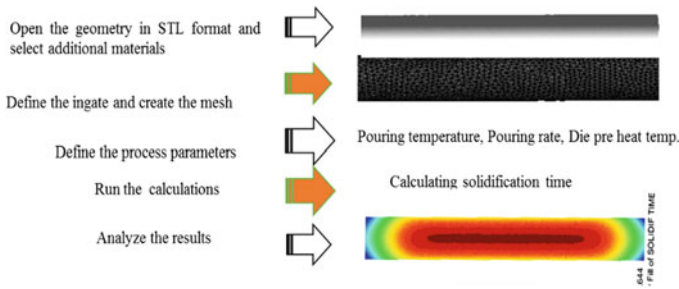 Open the geometry in STL format and
select additional materials
Define the ingate and create the mesh
Define the process parameters
Pouring temperature, Pouring rate, Die pre heat temp.
Run the calculations
Calculating solidification time
Analyze the results
.644
· Fill of SOLIDIF TIME